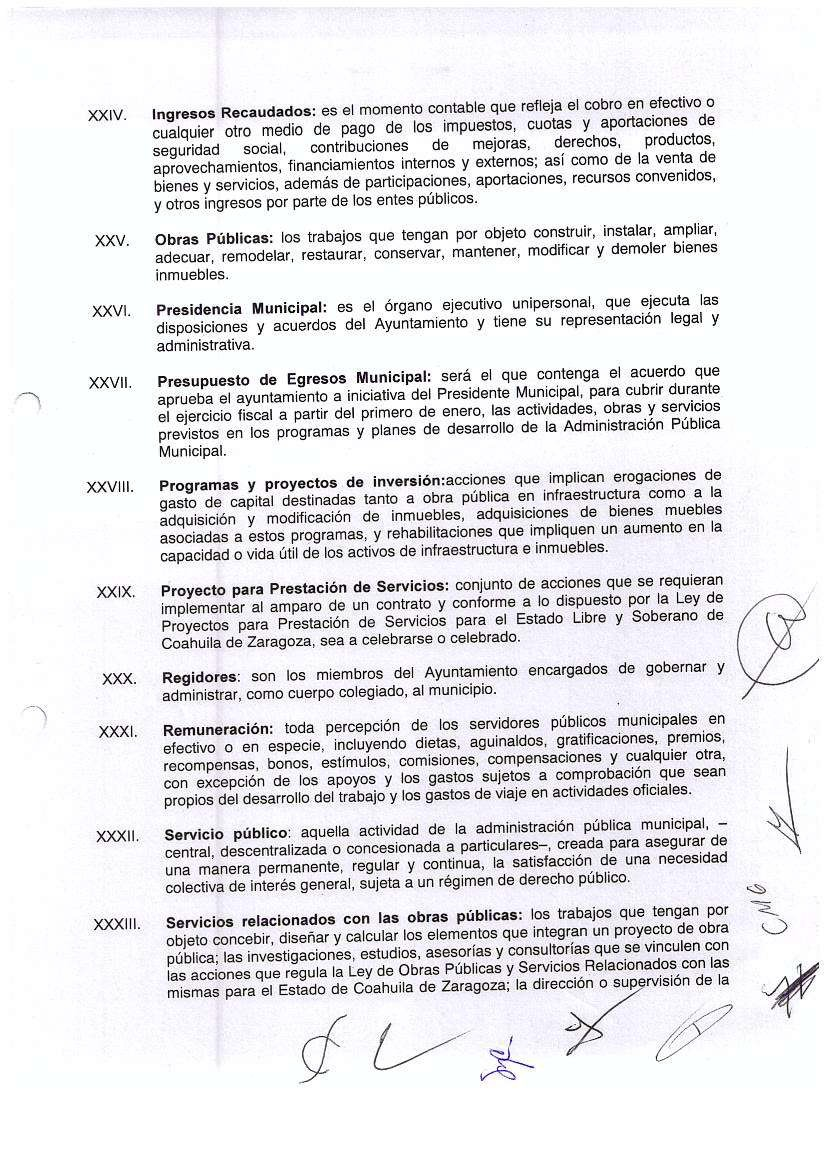 XXIV. Ingresos Recaudados: es el momento contable que refleja el cobro en efectivo o
cualquier otro medio de pago de los impuestos, cuotas y aportaciones de
seguridad social, contribuciones de mejoras, derechos, productos,
aprovechamientos, financiamientos internos y externos; así como de la venta de
bienes y servicios, además de participaciones, aportaciones, recursos convenidos,
y otros ingresos por parte de los entes públicos.
XXV. Obras Públicas: los trabajos que tengan por objeto construir, instalar, ampliar,
adecuar, remodelar, restaurar, conservar, mantener, modificar y demoler bienes
inmuebles.
XXVI. Presidencia Municipal: es el órgano ejecutivo unipersonal, que ejecuta las
disposiciones y acuerdos del Ayuntamiento y tiene su representación legal y
administrativa.
XXVII. Presupuesto de Egresos Municipal: será el que contenga el acuerdo que
aprueba el ayuntamiento a iniciativa del Presidente Municipal, para cubrir durante
el ejercicio fiscal a partir del primero de enero, las actividades, obras y servicios
previstos en los programas y planes de desarrollo de la Administración Pública
Municipal.
XXVIII. Programas y proyectos de inversión:acciones que implican erogaciones de
gasto de capital destinadas tanto a obra pública en infraestructura como a la
adquisición y modificación de inmuebles, adquisiciones de bienes muebles
asociadas a estos programas, y rehabilitaciones que impliquen un aumento en la
capacidad o vida útil de los activos de infraestructura e inmuebles.
XXIX. Proyecto para Prestación de Servicios: conjunto de acciones que se requieran
implementar al amparo de un contrato y conforme a lo dispuesto por la Ley de
Proyectos para Prestación de Servicios para el Estado Libre y Soberano de
Coahuila de Zaragoza, sea a celebrarse o celebrado.
XXX. Regidores: son los miembros del Ayuntamiento encargados de gobernar y
administrar, como cuerpo colegiado, al municipio.
XXXI. Remuneración: toda percepción de los servidores públicos municipales en
efectivo o en especie, incluyendo dietas, aguinaldos, gratificaciones, premios,
recompensas, bonos, estímulos, comisiones, compensaciones y cualquier otra,
con excepción de los apoyos y los gastos sujetos a comprobación que sean
propios del desarrollo del trabajo y los gastos de viaje en actividades oficiales.
XXXII. Servicio público: aquella actividad de la administración pública municipal, –
central, descentralizada o concesionada a particulares–, creada para asegurar de
una manera permanente, regular y continua, la satisfacción de una necesidad
colectiva de interés general, sujeta a un régimen de derecho público.
XXXIII. Servicios relacionados con las obras públicas: los trabajos que tengan por
objeto concebir, diseñar y calcular los elementos que integran un proyecto de obra
pública; las investigaciones, estudios, asesorías y consultorías que se vinculen con
las acciones que regula la Ley de Obras Públicas y Servicios Relacionados con las
mismas para el Estado de Coahuila de Zaragoza; la dirección o supervisión de la
CMG